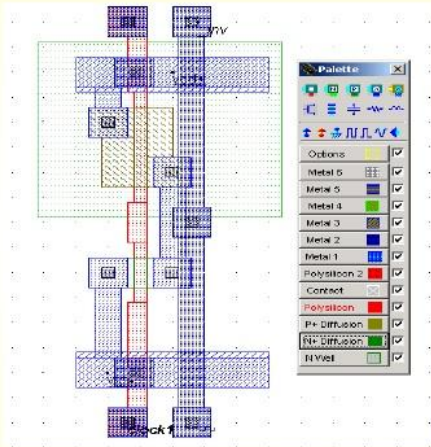 inv
Palette
Options
Metal 6
Metal 5
Metal 4
Metal 3
Metal 2
Metal 1
Polysilicon 2
Contact
Polysilicon
P+ Diffusion
N+ Diffusion
N Well